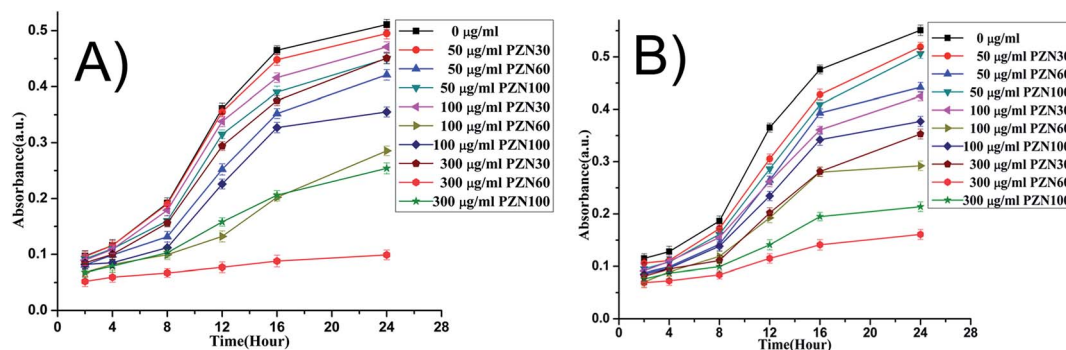 A)
Absorbance(a.u.)
0.5
0.4
0.3
0.2
0.1
0.0
0 4 8 12 16 20 24 28
Time(Hour)
0 μg/ml
50 μg/ml PZN30
50 μg/ml PZN60
50 μg/ml PZN100
100 μg/ml PZN30
100 μg/ml PZN60
100 μg/ml PZN100
300 μg/ml PZN30
300 μg/ml PZN60
300 μg/ml PZN100
B)
Absorbance(a.u.)
0.5
0.4
0.3
0.2
0.1
0.0
0 4 8 12 16 20 24 28
Time(Hour)
0 μg/ml
50 μg/ml PZN30
50 μg/ml PZN60
50 μg/ml PZN100
100 μg/ml PZN30
100 μg/ml PZN60
100 μg/ml PZN100
300 μg/ml PZN30
300 μg/ml PZN60
300 μg/ml PZN100